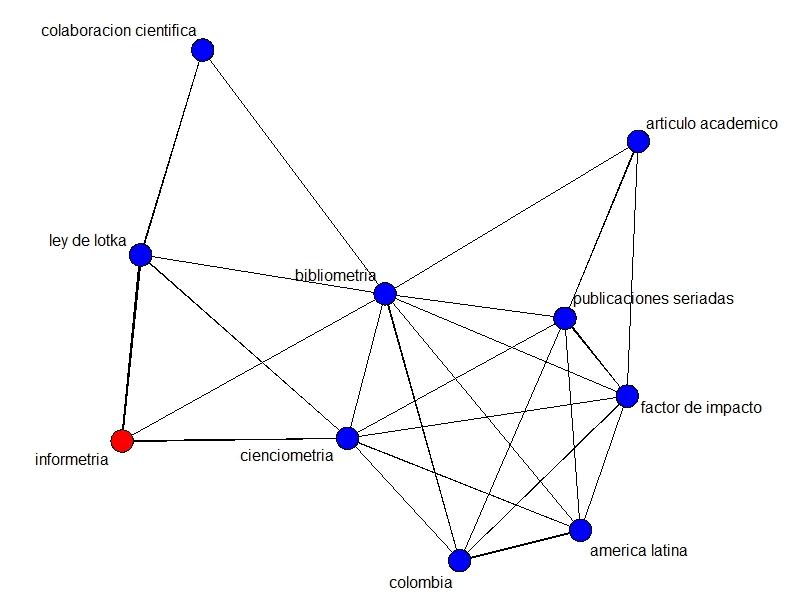 colaboracion cientifica
articulo academico
ley de lotka
bibliometria
publicaciones seriadas
factor de impacto
informetria
cienciometria
america latina
colombia